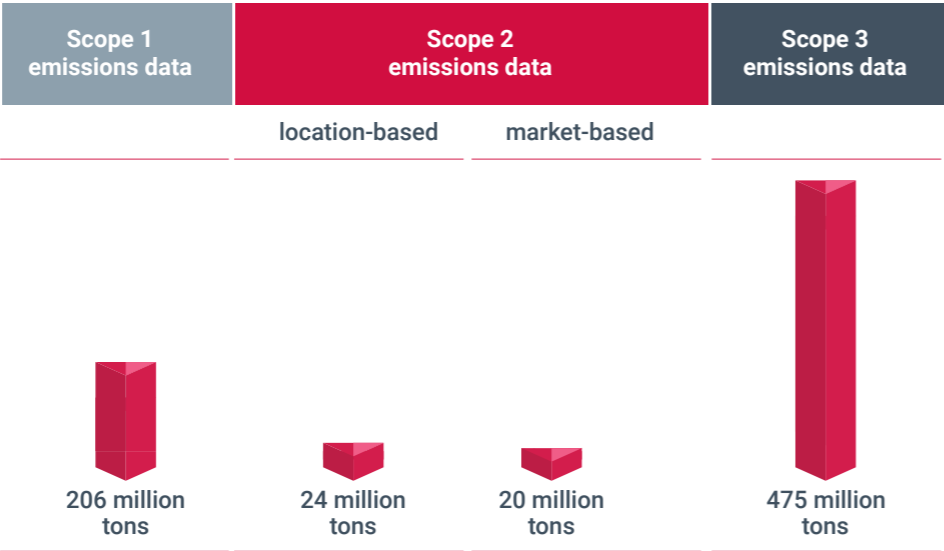 Scope 1
emissions data
Scope 2
emissions data
Scope 3
emissions data
location-based
market-based
206 million
tons
24 million
tons
20 million
tons
475 million
tons